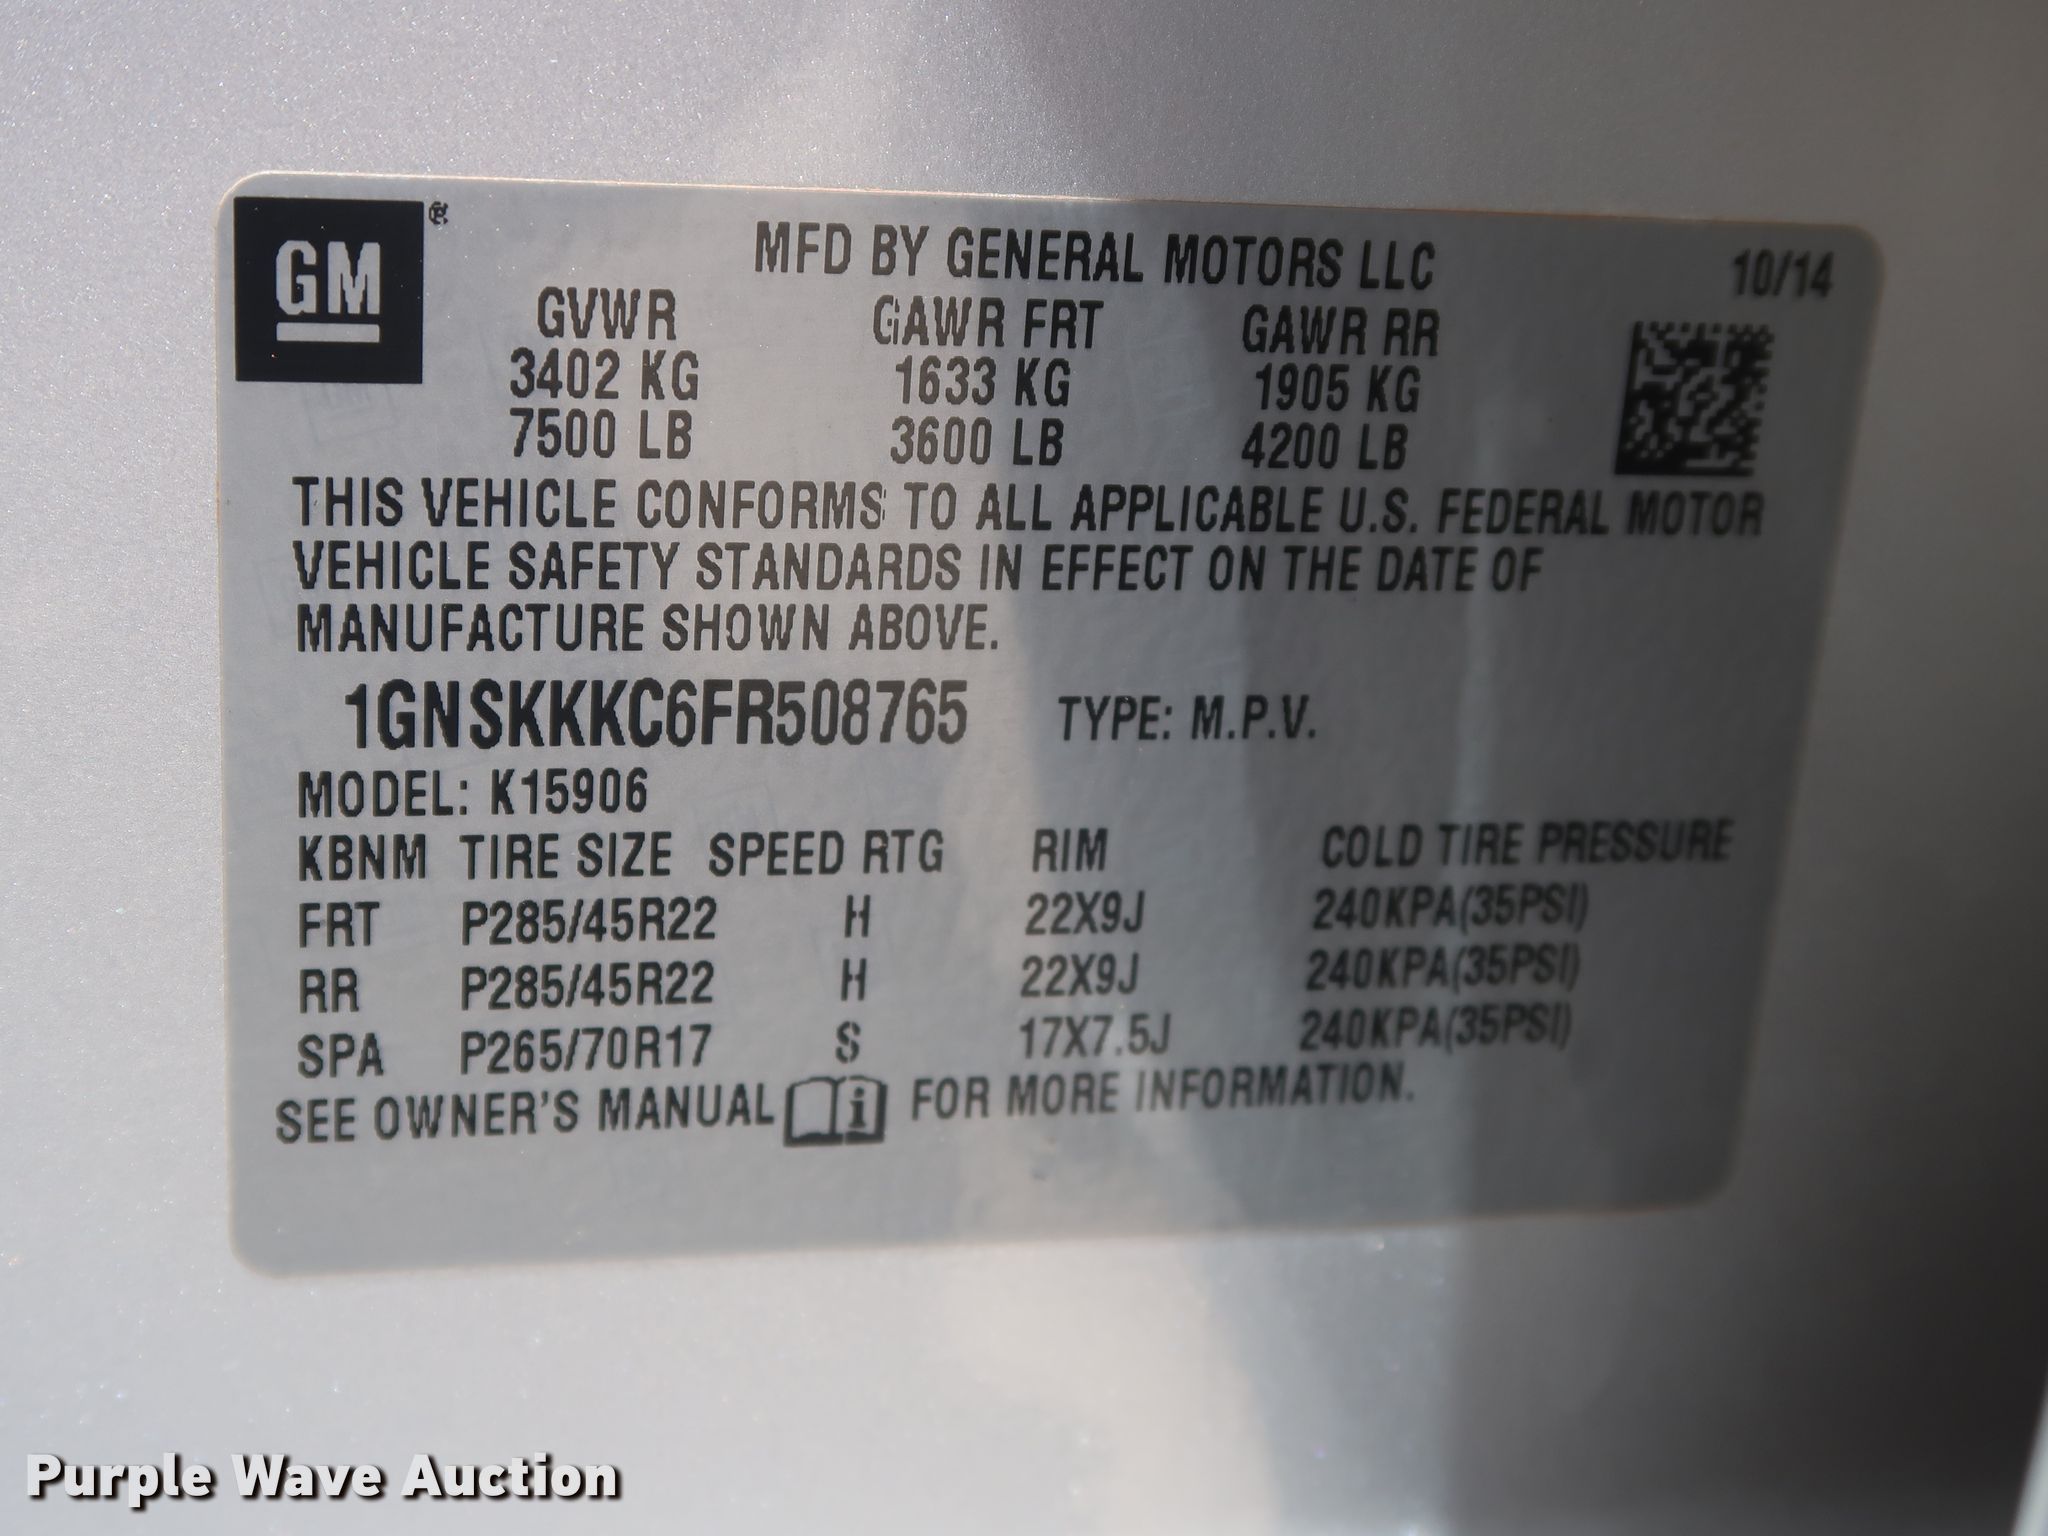 GM®
MFD BY GENERAL MOTORS LLC 10/14
GVWR GAWR FRT GAWR RR
3402 KG 1633 KG 1905 KG
7500 LB 3600 LB 4200 LB
THIS VEHICLE CONFORMS TO ALL APPLICABLE U.S. FEDERAL MOTOR
VEHICLE SAFETY STANDARDS IN EFFECT ON THE DATE OF
MANUFACTURE SHOWN ABOVE.
1GNSKKKC6FR508765 TYPE: M.P.V.
MODEL: K15906
KBNM TIRE SIZE SPEED RTG RIM COLD TIRE PRESSURE
FRT P285/45R22 H 22X9J 240KPA(35PSI)
RR P285/45R22 H 22X9J 240KPA(35PSI)
SPA P265/70R17 S 17X7.5J 240KPA(35PSI)
SEE OWNER'S MANUAL i FOR MORE INFORMATION.
Purple Wave Auction